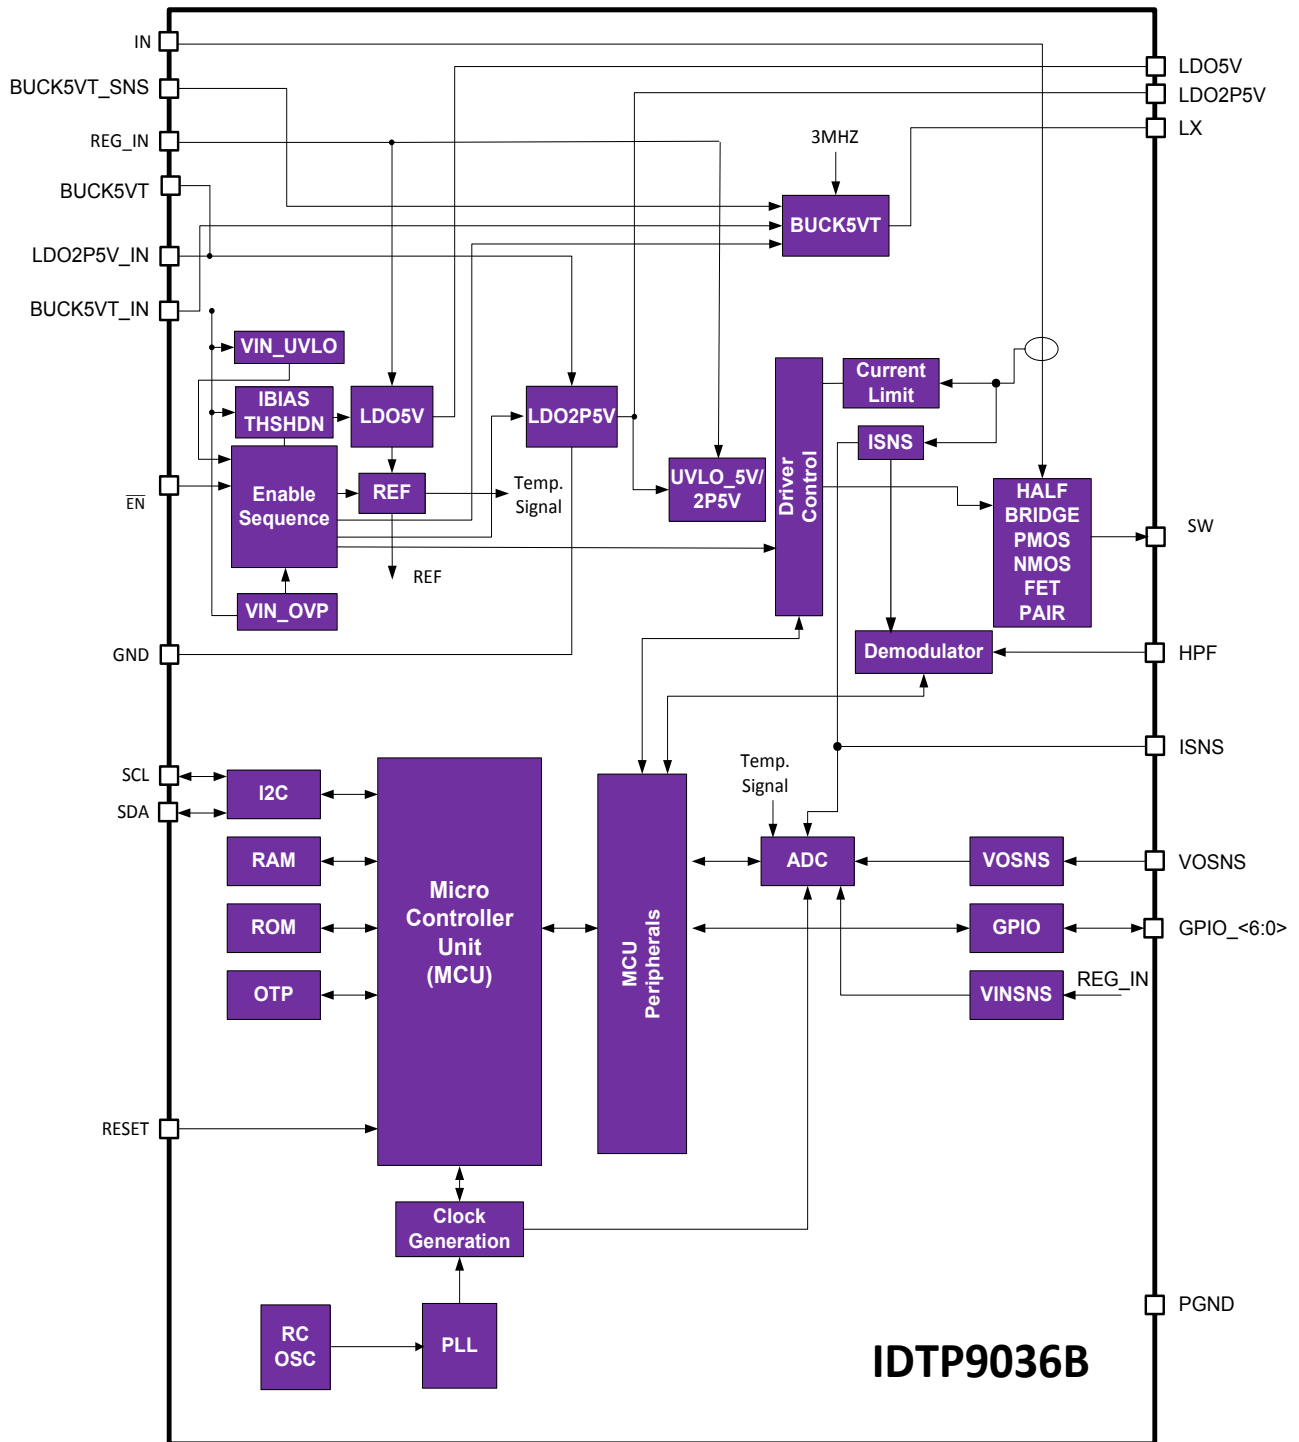 IN
BUCK5VT_SNS
REG_IN
BUCK5VT
LDO2P5V_IN
BUCK5VT_IN
EN
GND
SCL
SDA
RESET
LDO5V
LDO2P5V
LX
SW
HPF
ISNS
VOSNS
GPIO_<6:0>
PGND
3MHZ
BUCK5VT
VIN_UVLO
IBIAS
THSHDN
LDO5V
LDO2P5V
Enable
Sequence
REF
Temp.
Signal
REF
VIN_OVP
UVLO_5V/
2P5V
Driver
Control
Current
Limit
ISNS
HALF
BRIDGE
PMOS
NMOS
FET
PAIR
Demodulator
I2C
RAM
ROM
OTP
Micro
Controller
Unit
(MCU)
MCU
Peripherals
Temp.
Signal
ADC
VOSNS
GPIO
VINSNS
REG_IN
Clock
Generation
RC
OSC
PLL
IDTP9036B